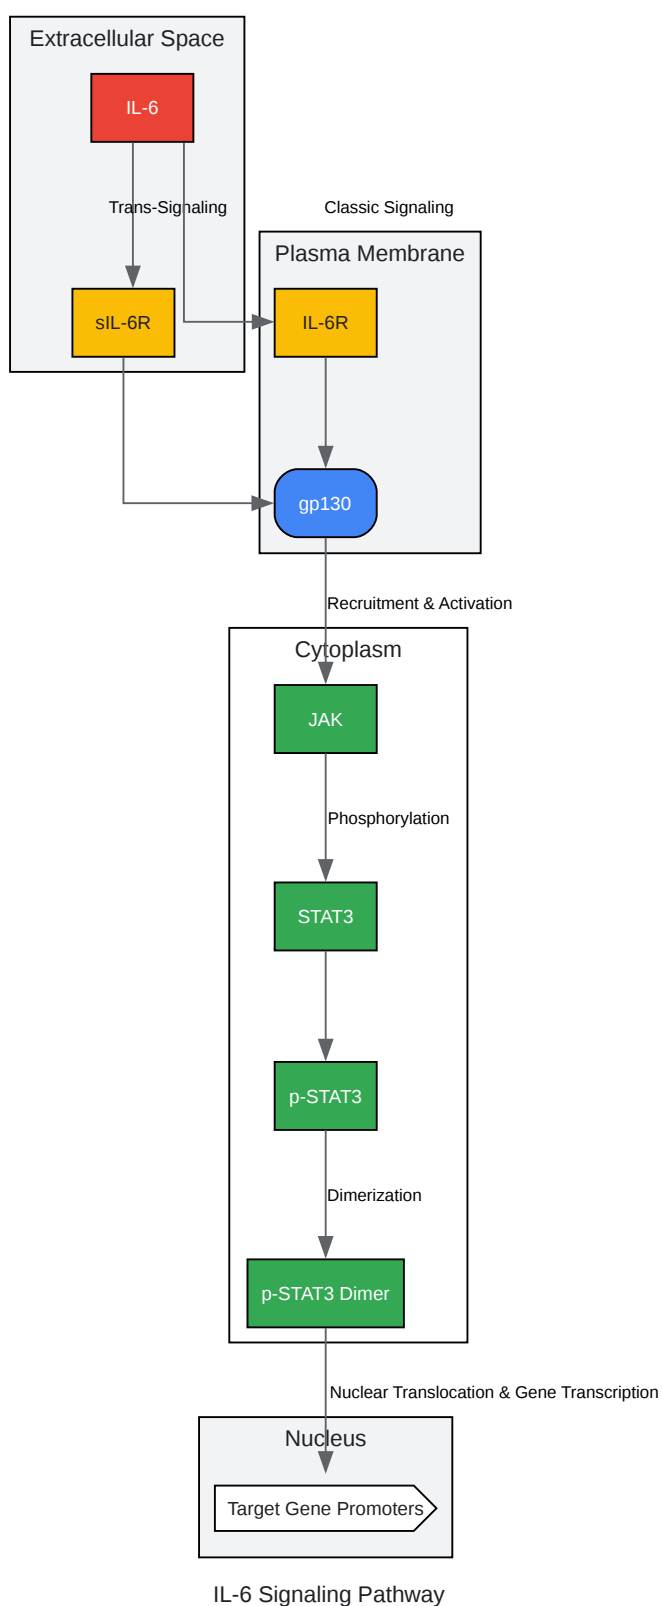 Extracellular Space
IL-6
Trans-Signaling
Classic Signaling
Plasma Membrane
sIL-6R
IL-6R
gp130
Recruitment & Activation
Cytoplasm
JAK
Phosphorylation
STAT3
p-STAT3
Dimerization
p-STAT3 Dimer
Nuclear Translocation & Gene Transcription
Nucleus
Target Gene Promoters
IL-6 Signaling Pathway